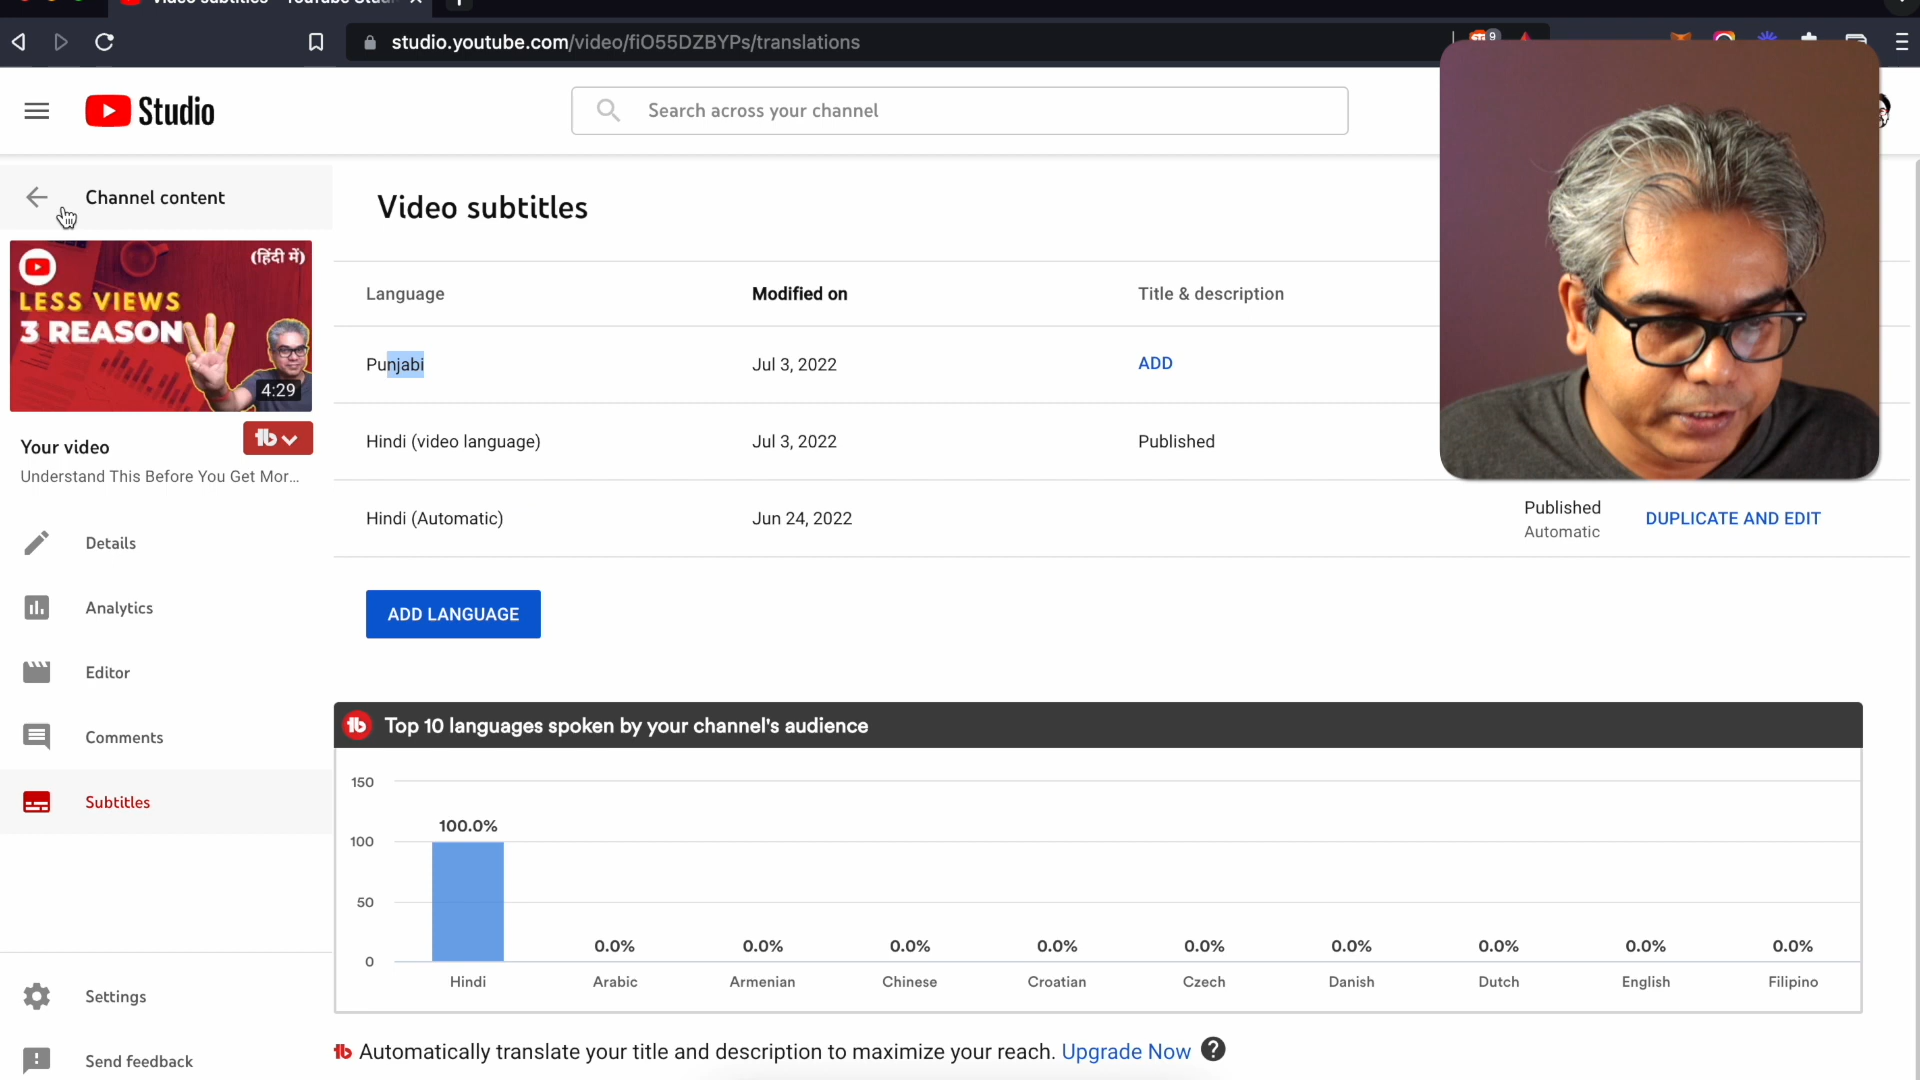 studio.youtube.com/video/fiO55DZBYPs/translations
9
Studio
Search across your channel
Channel content
(हिंदी में)
LESS VIEWS
3 REASON
4:29
Your video
Understand This Before You Get Mor...
Details
Analytics
Editor
Comments
Subtitles
Settings
Send feedback
Video subtitles
Language Modified on Title & description
Punjabi Jul 3, 2022 ADD
Hindi (video language) Jul 3, 2022 Published
Hindi (Automatic) Jun 24, 2022 Published DUPLICATE AND EDIT
Automatic
ADD LANGUAGE
Top 10 languages spoken by your channel's audience
150
100
50
0
100.0% 0.0% 0.0% 0.0% 0.0% 0.0% 0.0% 0.0% 0.0% 0.0%
Hindi Arabic Armenian Chinese Croatian Czech Danish Dutch English Filipino
Automatically translate your title and description to maximize your reach. Upgrade Now ?